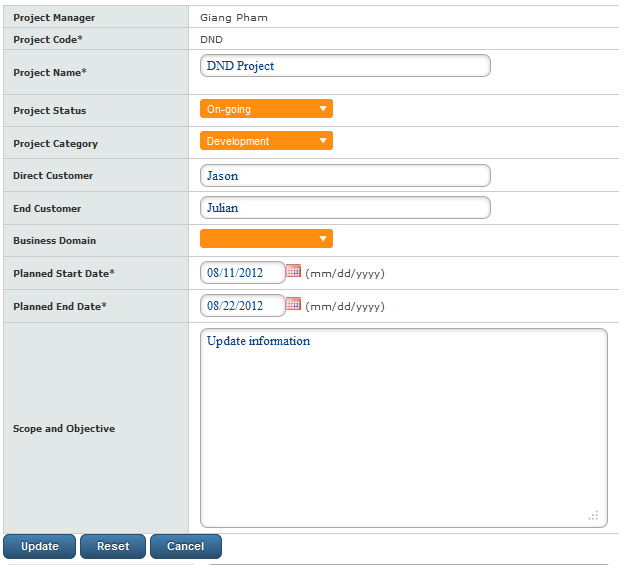 Project Manager Giang Pham
Project Code* DND
Project Name* DND Project
Project Status On-going
Project Category Development
Direct Customer Jason
End Customer Julian
Business Domain
Planned Start Date* 08/11/2012 (mm/dd/yyyy)
Planned End Date* 08/22/2012 (mm/dd/yyyy)
Update information
Scope and Objective
Update Reset Cancel